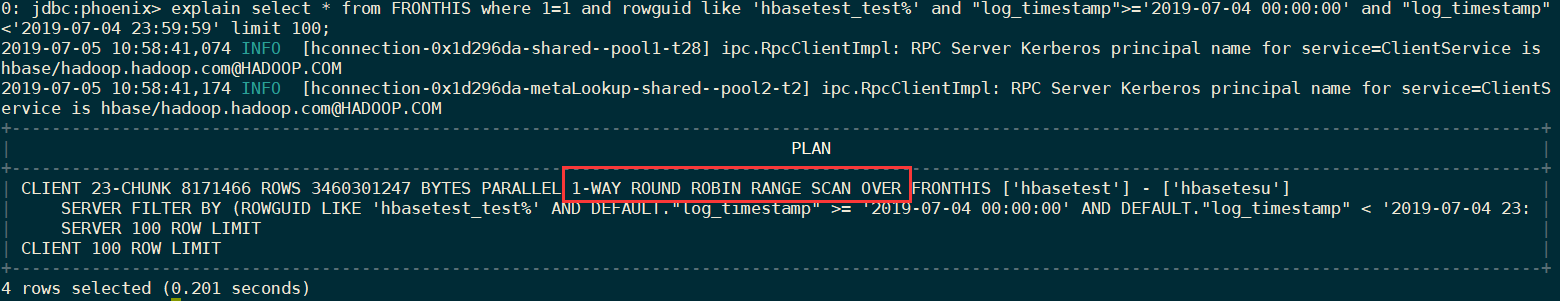 0: jdbc:phoenix> explain select * from FRONTHIS where 1=1 and rowguid like 'hbasetest_test%' and "log_timestamp">='2019-07-04 00:00:00' and "log_timestamp"
<'2019-07-04 23:59:59' limit 100;
2019-07-05 10:58:41,074 INFO  [hconnection-0x1d296da-shared--pool1-t28] ipc.RpcClientImpl: RPC Server Kerberos principal name for service=ClientService is
hbase/hadoop.hadoop.com@HADOOP.COM
2019-07-05 10:58:41,174 INFO  [hconnection-0x1d296da-metaLookup-shared--pool2-t2] ipc.RpcClientImpl: RPC Server Kerberos principal name for service=ClientS
ervice is hbase/hadoop.hadoop.com@HADOOP.COM
PLAN
CLIENT 23-CHUNK 8171466 ROWS 3460301247 BYTES PARALLEL 1-WAY ROUND ROBIN RANGE SCAN OVER FRONTHIS ['hbasetest'] - ['hbasetesu']
SERVER FILTER BY (ROWGUID LIKE 'hbasetest_test%' AND DEFAULT."log_timestamp" >= '2019-07-04 00:00:00' AND DEFAULT."log_timestamp" < '2019-07-04 23:
SERVER 100 ROW LIMIT
CLIENT 100 ROW LIMIT
4 rows selected (0.201 seconds)